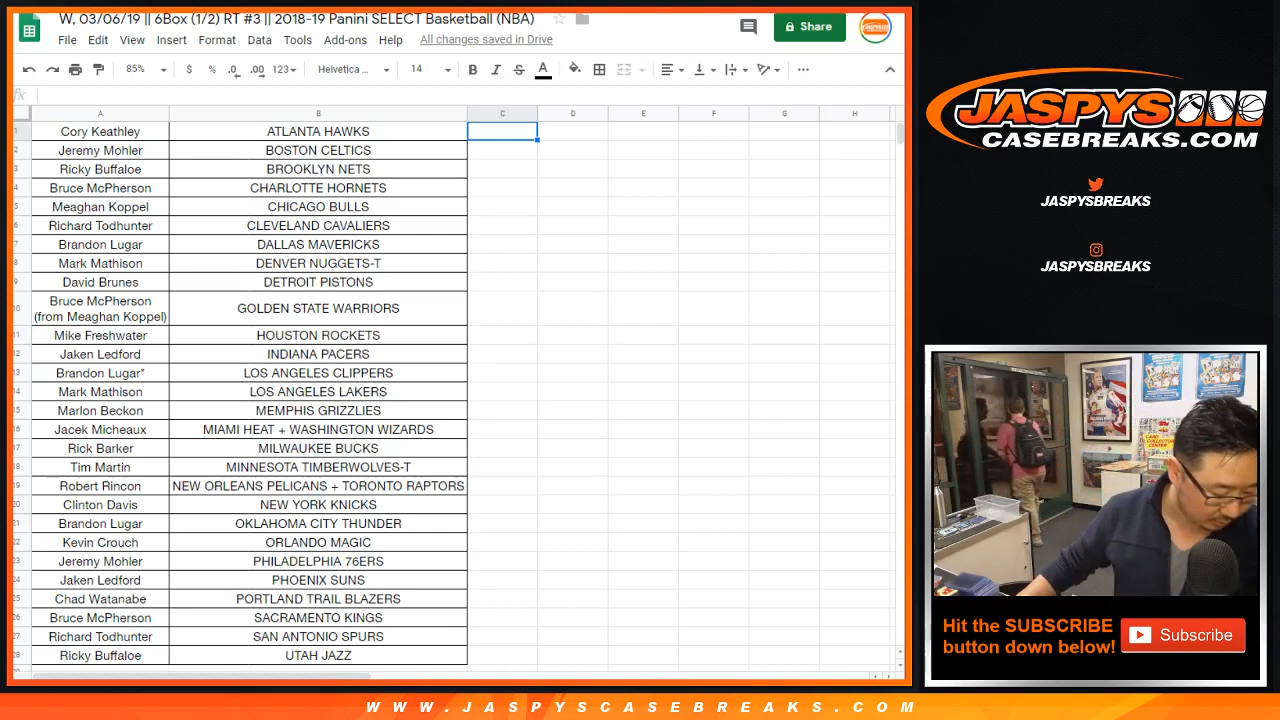 W, 03/06/19 || 6Box (1/2) RT #3 || 2018-19 Panini SELECT Basketball (NBA)
File Edit View Insert Format Data Tools Add-ons Help All changes saved in Drive
Share
85% $ % .0 .00 123 Helvetica ... 14 B I S A
fx
A B C D E F G H
1 Cory Keathley ATLANTA HAWKS
2 Jeremy Mohler BOSTON CELTICS
3 Ricky Buffaloe BROOKLYN NETS
4 Bruce McPherson CHARLOTTE HORNETS
5 Meaghan Koppel CHICAGO BULLS
6 Richard Todhunter CLEVELAND CAVALIERS
7 Brandon Lugar DALLAS MAVERICKS
8 Mark Mathison DENVER NUGGETS-T
9 David Brunes DETROIT PISTONS
10 Bruce McPherson (from Meaghan Koppel) GOLDEN STATE WARRIORS
11 Mike Freshwater HOUSTON ROCKETS
12 Jaken Ledford INDIANA PACERS
13 Brandon Lugar* LOS ANGELES CLIPPERS
14 Mark Mathison LOS ANGELES LAKERS
15 Marlon Beckon MEMPHIS GRIZZLIES
16 Jacek Micheaux MIAMI HEAT + WASHINGTON WIZARDS
17 Rick Barker MILWAUKEE BUCKS
18 Tim Martin MINNESOTA TIMBERWOLVES-T
19 Robert Rincon NEW ORLEANS PELICANS + TORONTO RAPTORS
20 Clinton Davis NEW YORK KNICKS
21 Brandon Lugar OKLAHOMA CITY THUNDER
22 Kevin Crouch ORLANDO MAGIC
23 Jeremy Mohler PHILADELPHIA 76ERS
24 Jaken Ledford PHOENIX SUNS
25 Chad Watanabe PORTLAND TRAIL BLAZERS
26 Bruce McPherson SACRAMENTO KINGS
27 Richard Todhunter SAN ANTONIO SPURS
28 Ricky Buffaloe UTAH JAZZ
JASPYS
CASEBREAKS.COM
JASPYSBREAKS
JASPYSBREAKS
Hit the SUBSCRIBE
button down below!
Subscribe
WWW.JASPYSCASEBREAKS.COM